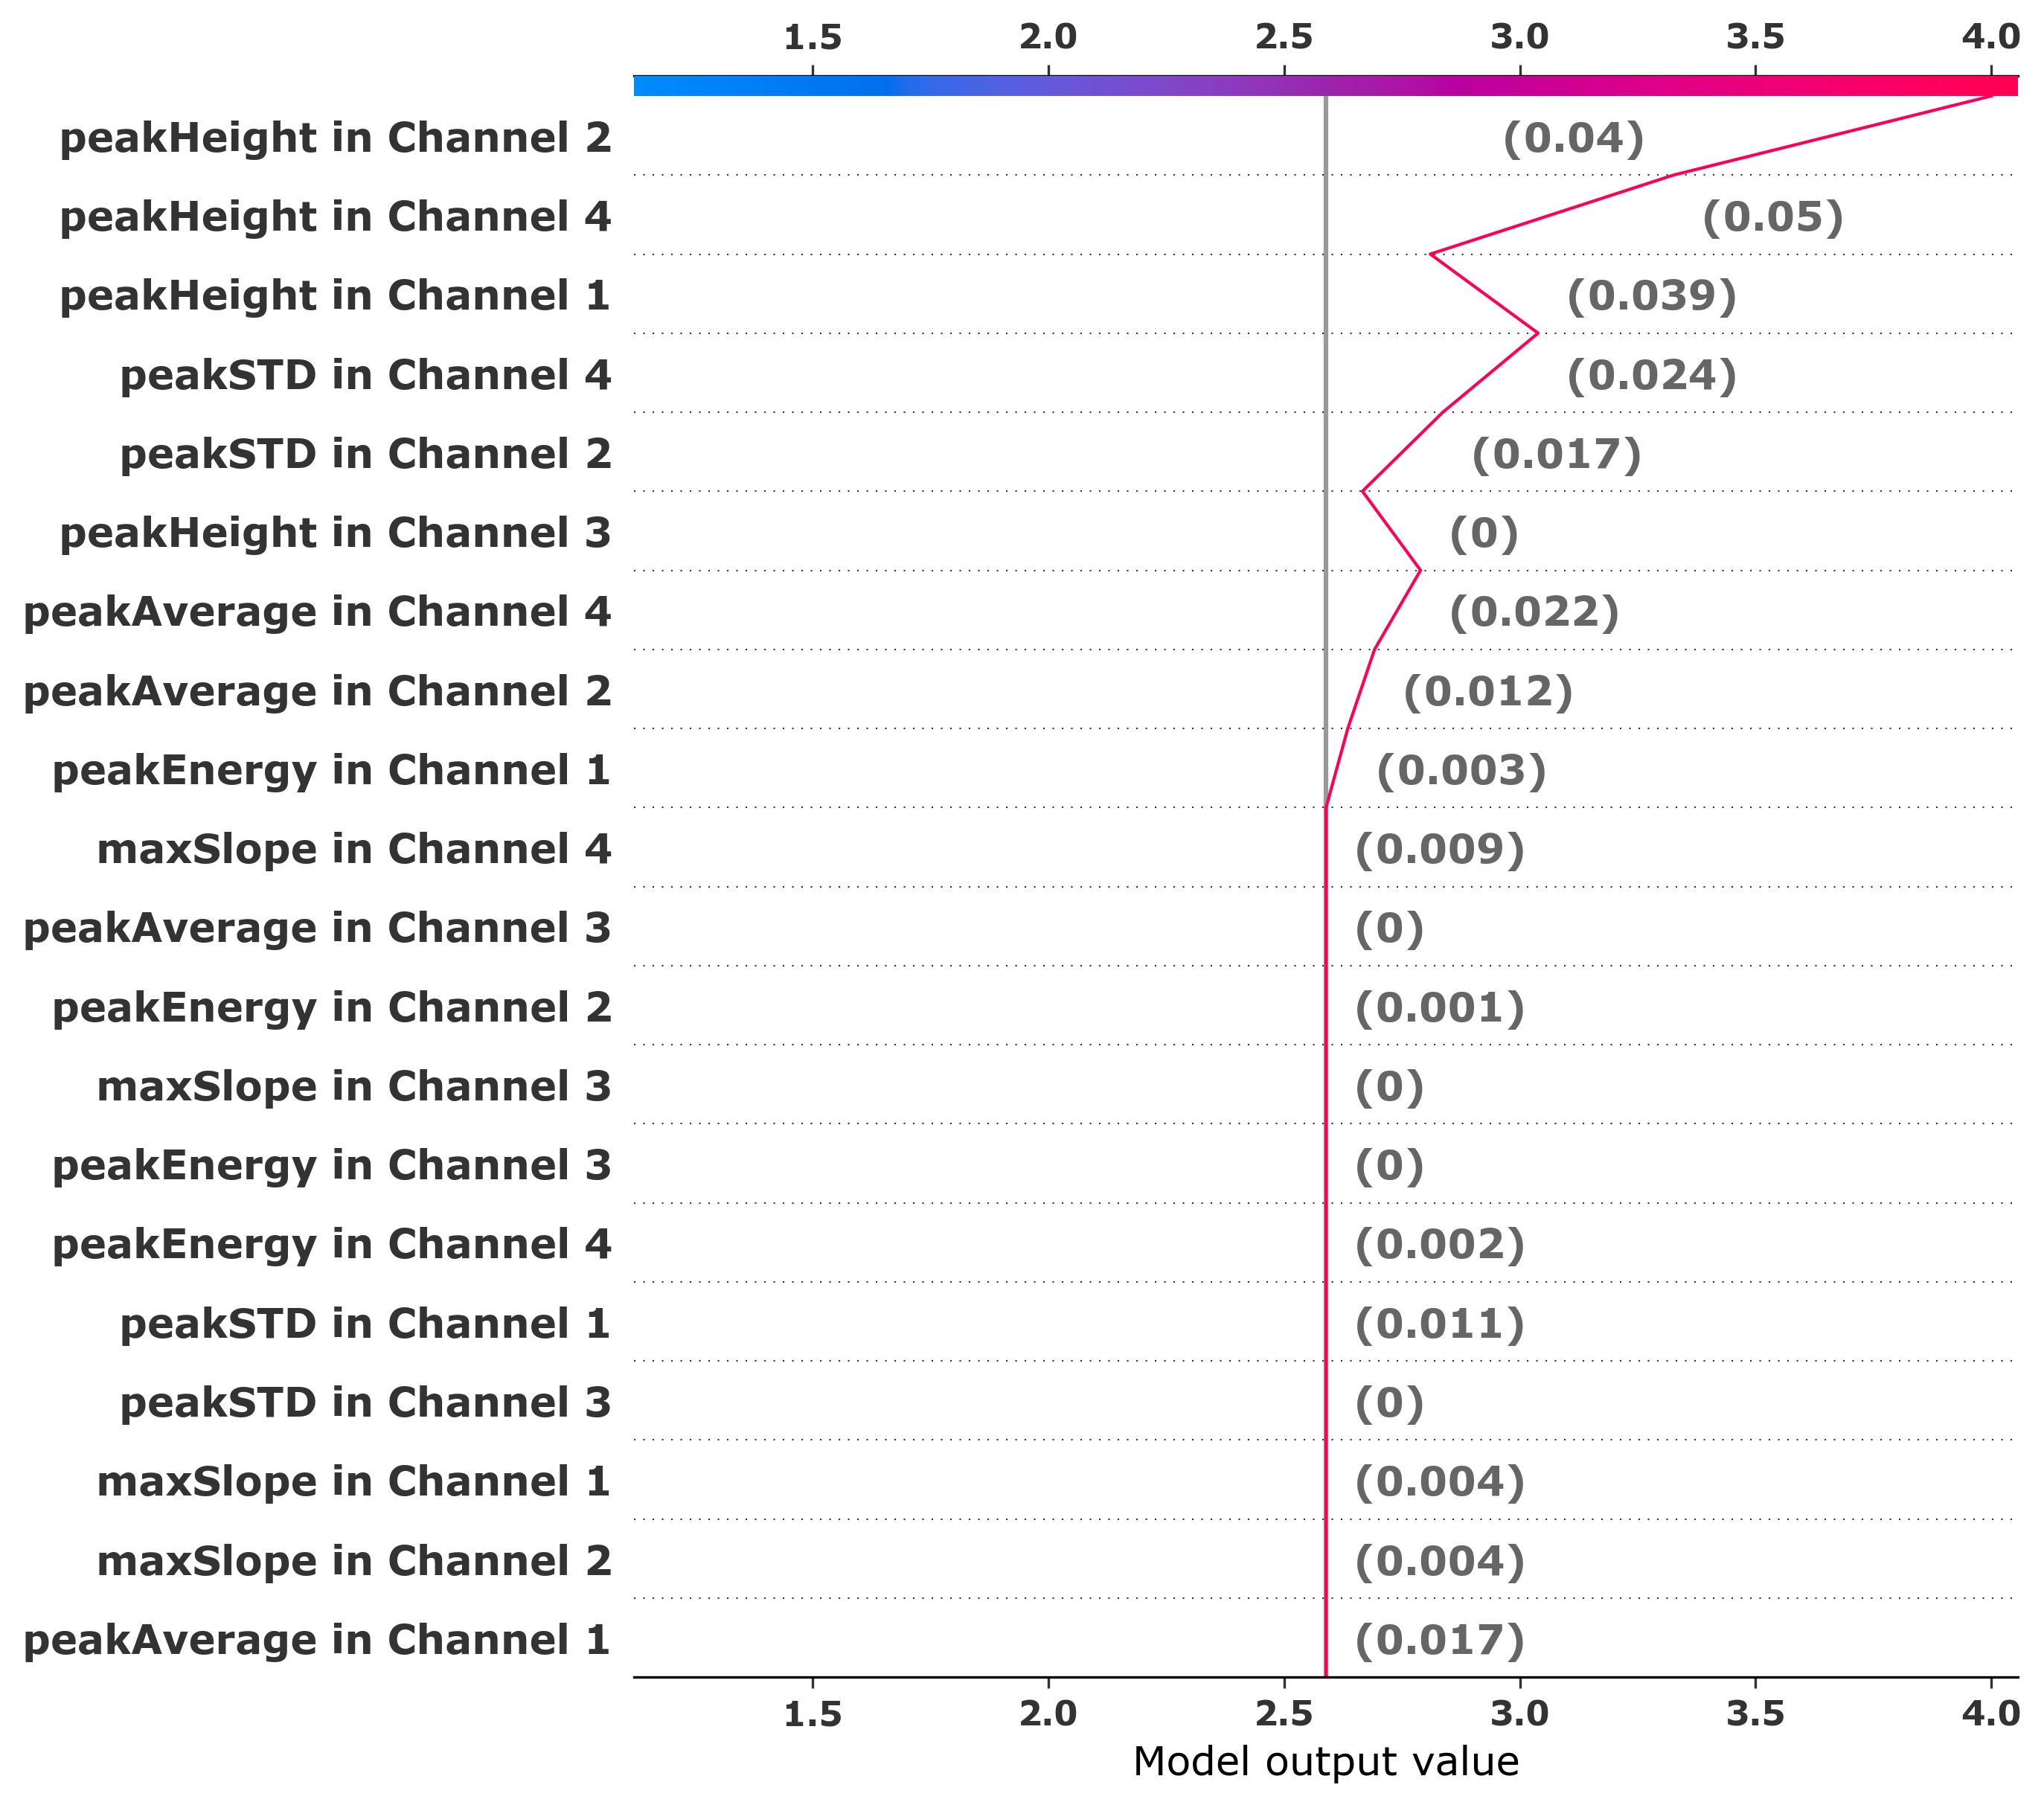 1.5 2.0 2.5 3.0 3.5 4.0
peakHeight in Channel 2 (0.04)
peakHeight in Channel 4 (0.05)
peakHeight in Channel 1 (0.039)
peakSTD in Channel 4 (0.024)
peakSTD in Channel 2 (0.017)
peakHeight in Channel 3 (0)
peakAverage in Channel 4 (0.022)
peakAverage in Channel 2 (0.012)
peakEnergy in Channel 1 (0.003)
maxSlope in Channel 4 (0.009)
peakAverage in Channel 3 (0)
peakEnergy in Channel 2 (0.001)
maxSlope in Channel 3 (0)
peakEnergy in Channel 3 (0)
peakEnergy in Channel 4 (0.002)
peakSTD in Channel 1 (0.011)
peakSTD in Channel 3 (0)
maxSlope in Channel 1 (0.004)
maxSlope in Channel 2 (0.004)
peakAverage in Channel 1 (0.017)
1.5 2.0 2.5 3.0 3.5 4.0
Model output value